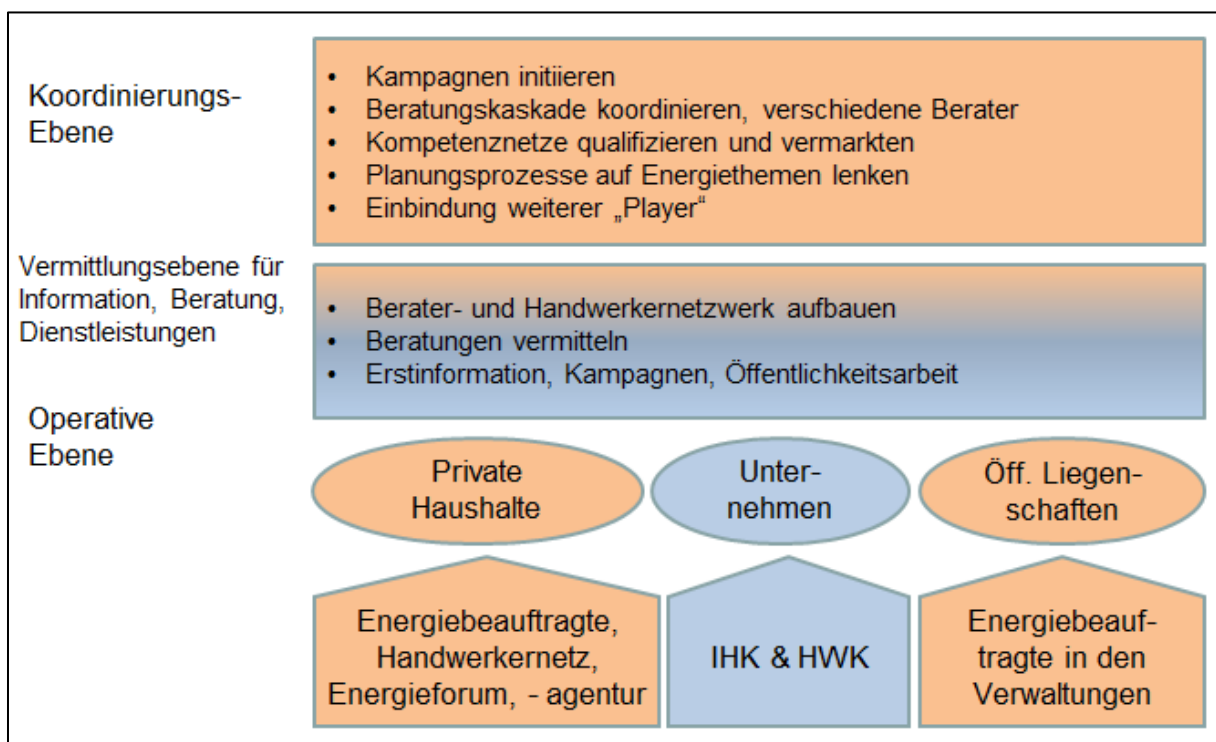 Koordinierungs-
Ebene
• Kampagnen initiieren
• Beratungskaskade koordinieren, verschiedene Berater
• Kompetenznetze qualifizieren und vermarkten
• Planungsprozesse auf Energiethemen lenken
• Einbindung weiterer „Player“
Vermittlungsebene für
Information, Beratung,
Dienstleistungen
• Berater- und Handwerkernetzwerk aufbauen
• Beratungen vermitteln
• Erstinformation, Kampagnen, Öffentlichkeitsarbeit
Operative
Ebene
Private
Haushalte
Unter-
nehmen
Öff. Liegen-
schaften
Energiebeauftragte,
Handwerkernetz,
Energieforum, - agentur
IHK & HWK
Energiebeauf-
tragte in den
Verwaltungen